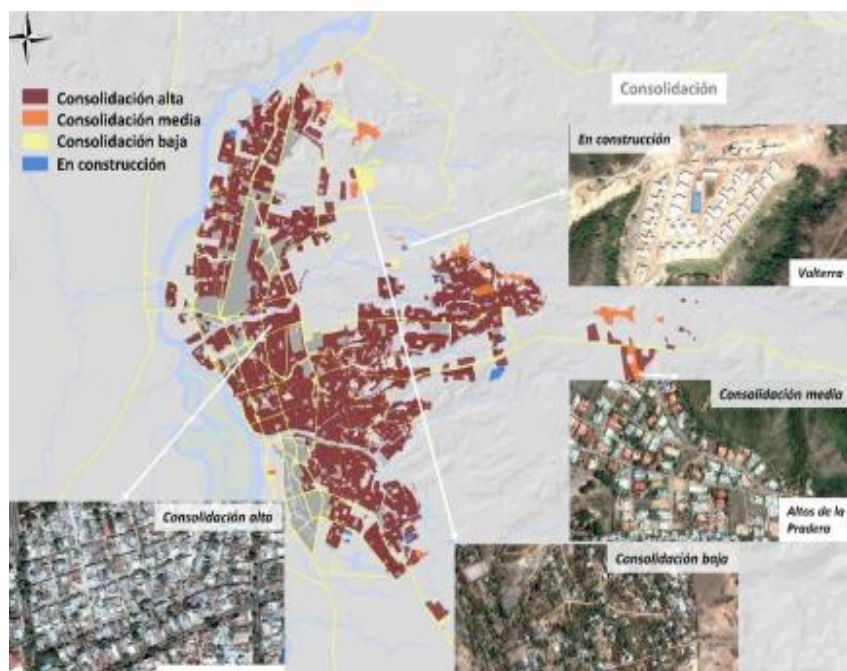 Consolidación alta
Consolidación media
Consolidación baja
En construcción
Consolidación
En construcción
Valterra
Consolidación media
Altos de la
Pradera
Consolidación alta
Consolidación baja